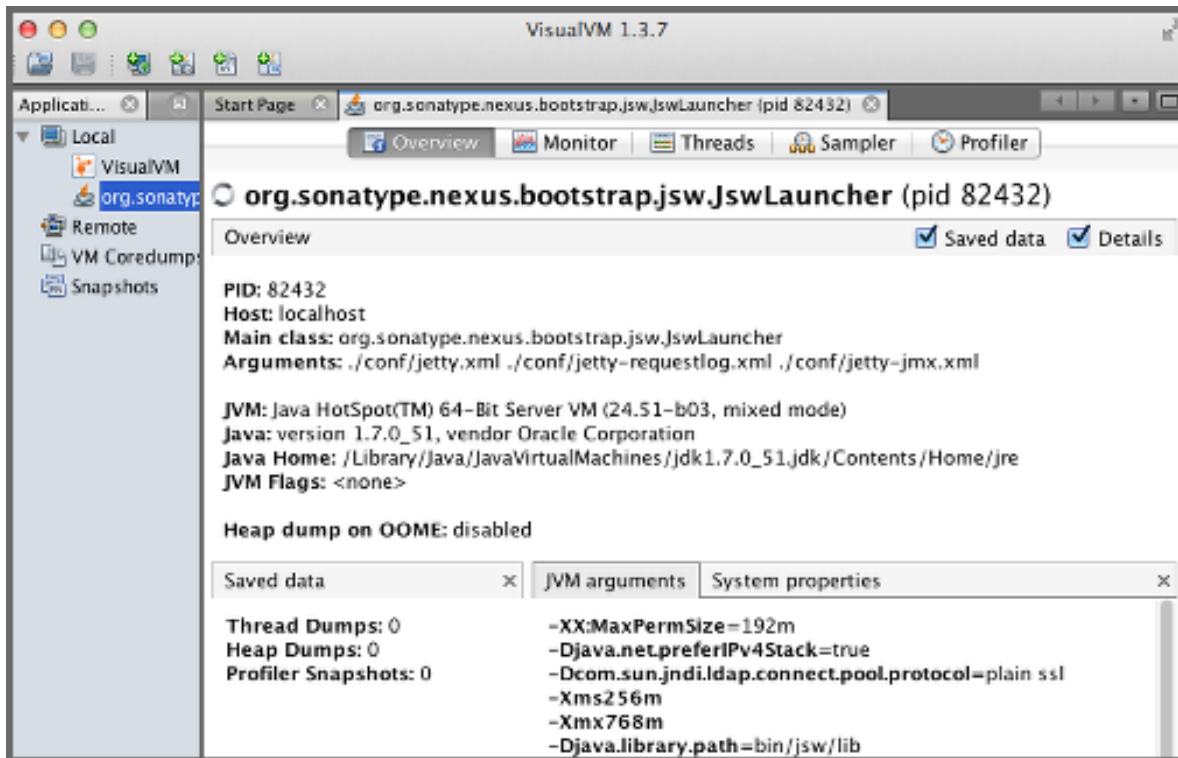 VisualVM 1.3.7
Applicati...
Start Page
org.sonatype.nexus.bootstrap.jsw.JswLauncher (pid 82432)
Local
VisualVM
org.sonatyp
Remote
VM Coredumps
Snapshots
Overview
Monitor
Threads
Sampler
Profiler
org.sonatype.nexus.bootstrap.jsw.JswLauncher (pid 82432)
Overview
Saved data
Details
PID: 82432
Host: localhost
Main class: org.sonatype.nexus.bootstrap.jsw.JswLauncher
Arguments: ./conf/jetty.xml ./conf/jetty-requestlog.xml ./conf/jetty-jmx.xml
JVM: Java HotSpot(TM) 64-Bit Server VM (24.51-b03, mixed mode)
Java: version 1.7.0_51, vendor Oracle Corporation
Java Home: /Library/Java/JavaVirtualMachines/jdk1.7.0_51.jdk/Contents/Home/jre
JVM Flags: <none>
Heap dump on OOME: disabled
Saved data
JVM arguments
System properties
Thread Dumps: 0
Heap Dumps: 0
Profiler Snapshots: 0
-XX:MaxPermSize=192m
-Djava.net.preferIPv4Stack=true
-Dcom.sun.jndi.ldap.connect.pool.protocol=plain ssl
-Xms256m
-Xmx768m
-Djava.library.path=bin/jsw/lib